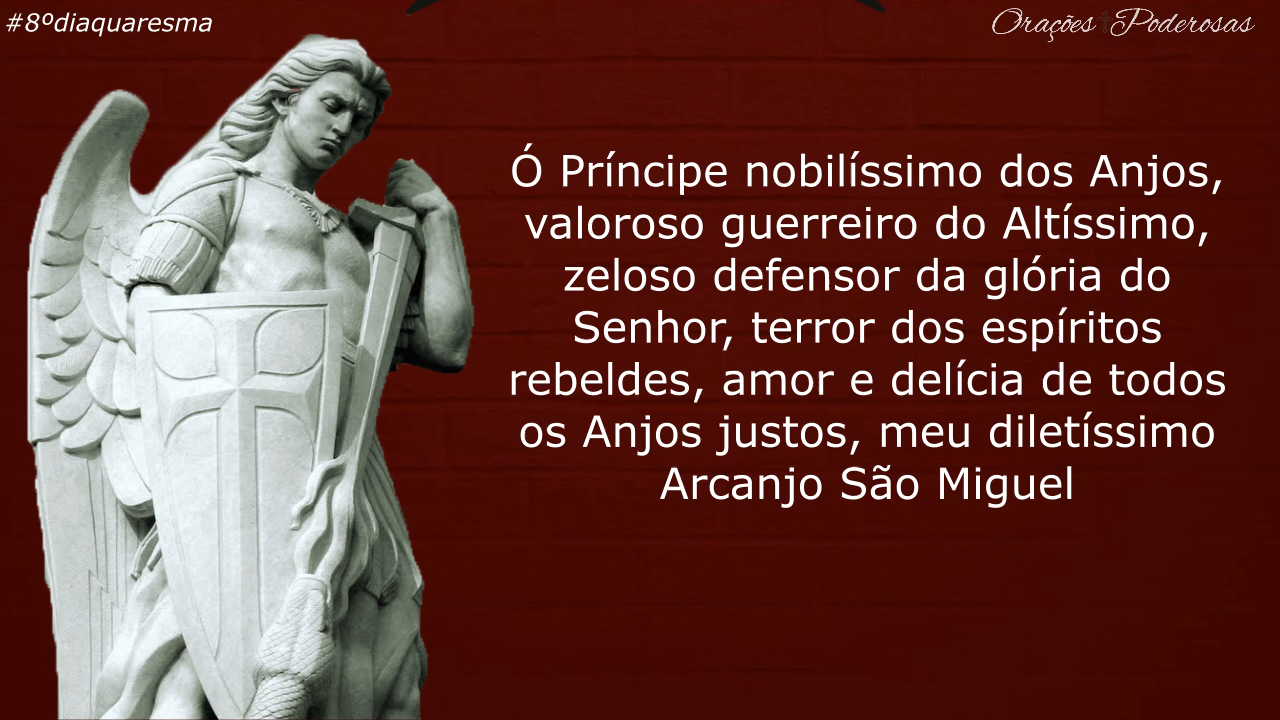 #8ºdiaquaresma
Orações Poderosas
Ó Príncipe nobilíssimo dos Anjos,
valoroso guerreiro do Altíssimo,
zeloso defensor da glória do
Senhor, terror dos espíritos
rebeldes, amor e delícia de todos
os Anjos justos, meu diletíssimo
Arcanjo São Miguel